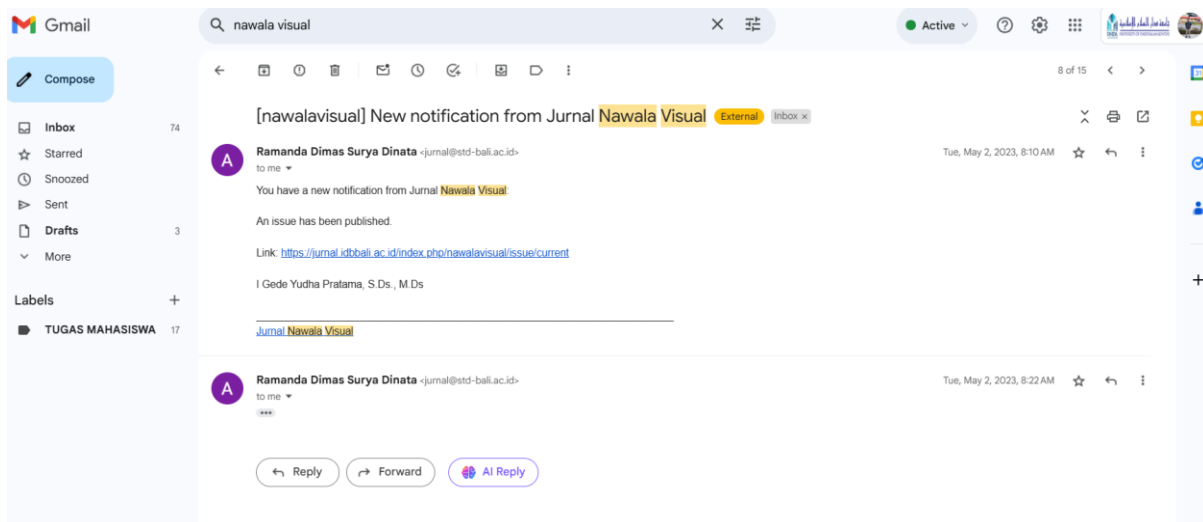 Gmail
nawala visual
Active
Compose
8 of 15
[nawalavisual] New notification from Jurnal Nawala Visual External Inbox ×
Inbox 74
Starred
Snoozed
Sent
Drafts 3
More
Labels +
TUGAS MAHASISWA 17
Ramanda Dimas Surya Dinata <jurnal@std-bali.ac.id> Tue, May 2, 2023, 8:10 AM
to me
You have a new notification from Jurnal Nawala Visual:
An issue has been published.
Link: https://jurnal.idbbali.ac.id/index.php/nawalavisual/issue/current
I Gede Yudha Pratama, S.Ds., M.Ds
Jurnal Nawala Visual
Ramanda Dimas Surya Dinata <jurnal@std-bali.ac.id> Tue, May 2, 2023, 8:22 AM
to me
Reply
Forward
AI Reply